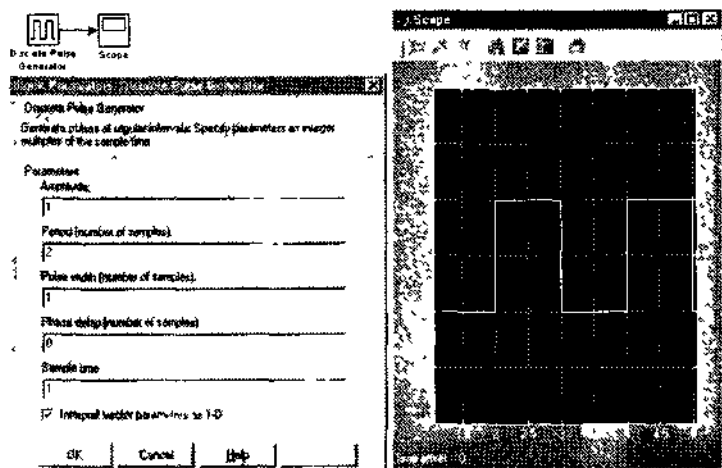 Discrete Pulse
Generator
Scope
Discrete Pulse Generator
Generate pulses at regular intervals. Specify parameters as integer
multiples of the sample time
Parameters
Amplitude:
1
Period (number of samples):
2
Pulse width (number of samples):
1
Phase delay (number of samples)
0
Sample time
1
Interpret vector parameters as 1-D
OK
Cancel
Help
Scope